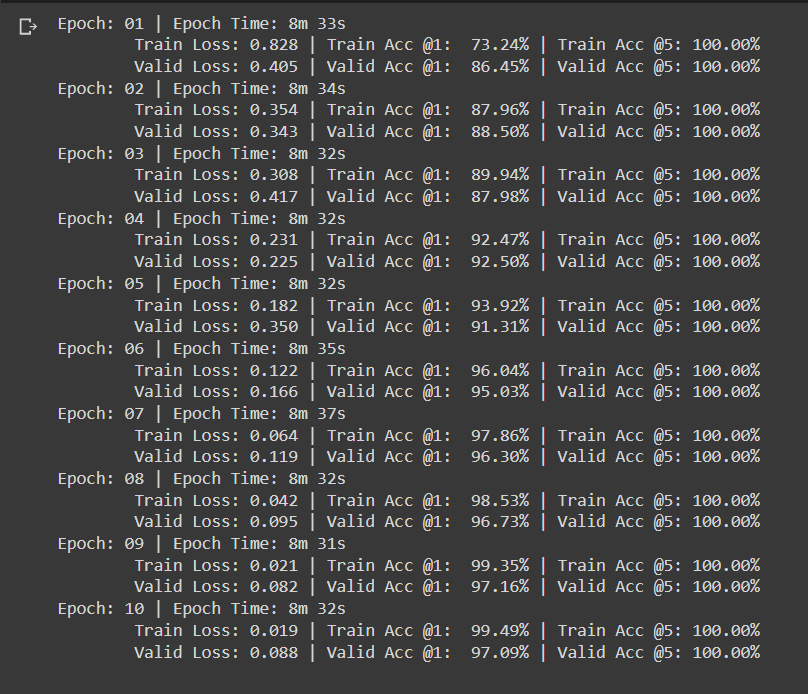 Epoch: 01 | Epoch Time: 8m 33s
Train Loss: 0.828 | Train Acc @1:  73.24% | Train Acc @5: 100.00%
Valid Loss: 0.405 | Valid Acc @1:  86.45% | Valid Acc @5: 100.00%
Epoch: 02 | Epoch Time: 8m 34s
Train Loss: 0.354 | Train Acc @1:  87.96% | Train Acc @5: 100.00%
Valid Loss: 0.343 | Valid Acc @1:  88.50% | Valid Acc @5: 100.00%
Epoch: 03 | Epoch Time: 8m 32s
Train Loss: 0.308 | Train Acc @1:  89.94% | Train Acc @5: 100.00%
Valid Loss: 0.417 | Valid Acc @1:  87.98% | Valid Acc @5: 100.00%
Epoch: 04 | Epoch Time: 8m 32s
Train Loss: 0.231 | Train Acc @1:  92.47% | Train Acc @5: 100.00%
Valid Loss: 0.225 | Valid Acc @1:  92.50% | Valid Acc @5: 100.00%
Epoch: 05 | Epoch Time: 8m 32s
Train Loss: 0.182 | Train Acc @1:  93.92% | Train Acc @5: 100.00%
Valid Loss: 0.350 | Valid Acc @1:  91.31% | Valid Acc @5: 100.00%
Epoch: 06 | Epoch Time: 8m 35s
Train Loss: 0.122 | Train Acc @1:  96.04% | Train Acc @5: 100.00%
Valid Loss: 0.166 | Valid Acc @1:  95.03% | Valid Acc @5: 100.00%
Epoch: 07 | Epoch Time: 8m 37s
Train Loss: 0.064 | Train Acc @1:  97.86% | Train Acc @5: 100.00%
Valid Loss: 0.119 | Valid Acc @1:  96.30% | Valid Acc @5: 100.00%
Epoch: 08 | Epoch Time: 8m 32s
Train Loss: 0.042 | Train Acc @1:  98.53% | Train Acc @5: 100.00%
Valid Loss: 0.095 | Valid Acc @1:  96.73% | Valid Acc @5: 100.00%
Epoch: 09 | Epoch Time: 8m 31s
Train Loss: 0.021 | Train Acc @1:  99.35% | Train Acc @5: 100.00%
Valid Loss: 0.082 | Valid Acc @1:  97.16% | Valid Acc @5: 100.00%
Epoch: 10 | Epoch Time: 8m 32s
Train Loss: 0.019 | Train Acc @1:  99.49% | Train Acc @5: 100.00%
Valid Loss: 0.088 | Valid Acc @1:  97.09% | Valid Acc @5: 100.00%